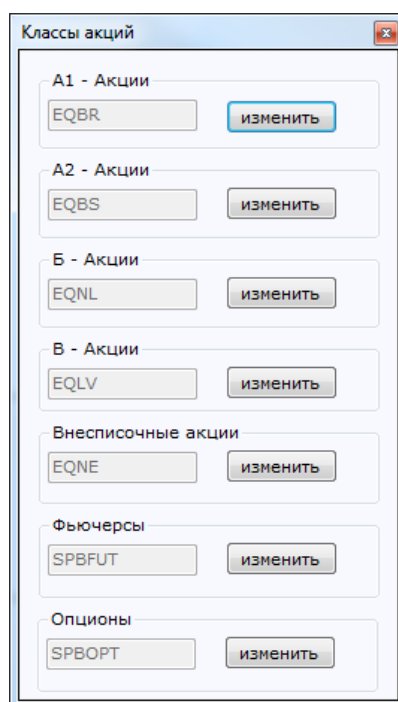 Классы акций
А1 - Акции
EQBR
изменить
А2 - Акции
EQBS
изменить
Б - Акции
EQNL
изменить
В - Акции
EQLV
изменить
Внесписочные акции
EQNE
изменить
Фьючерсы
SPBFUT
изменить
Опционы
SPBOPT
изменить